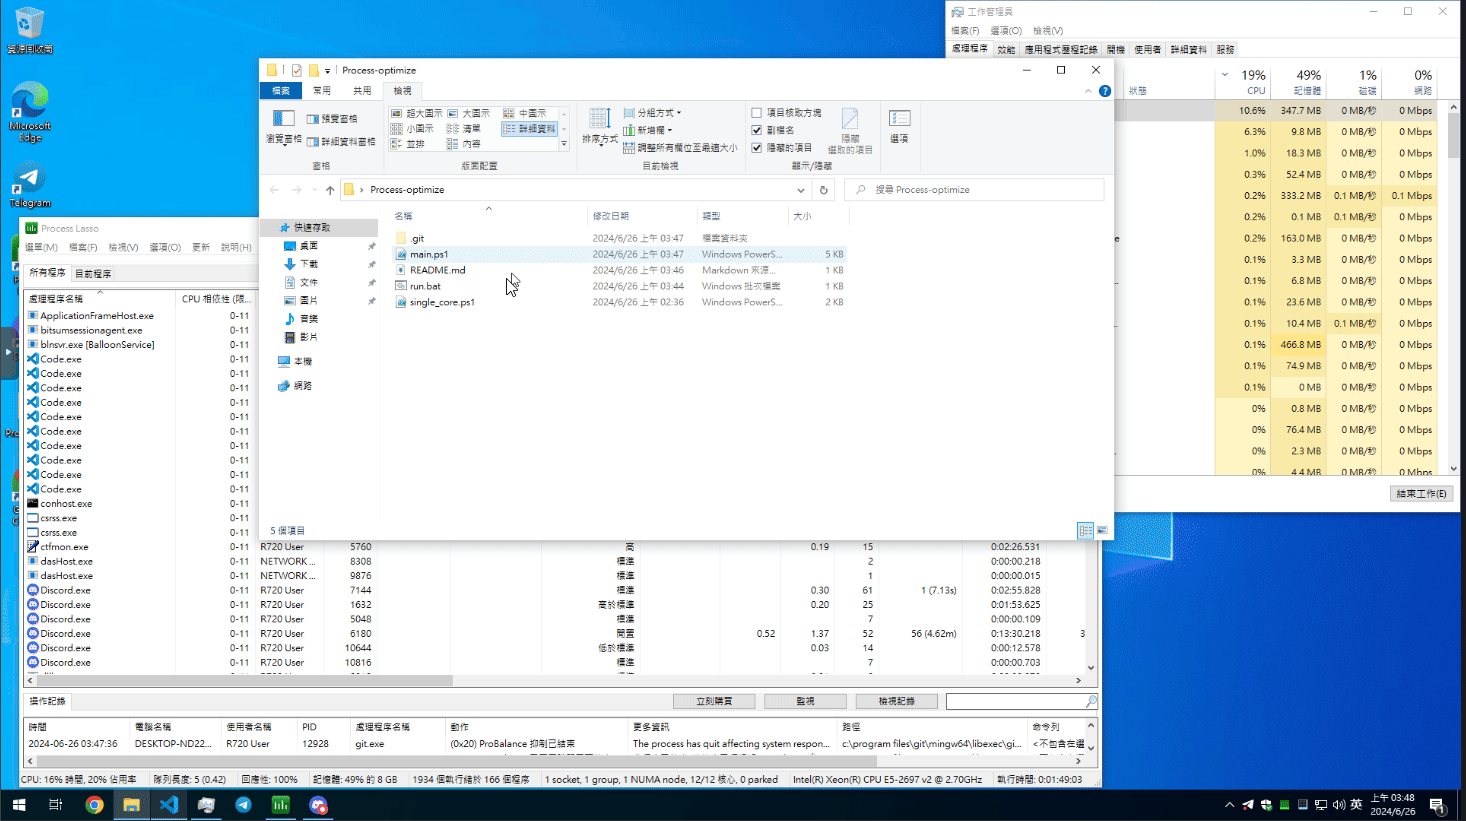 資源回收筒
Microsoft
Edge
Telegram
工作管理員
檔案(F) 選項(O) 檢視(V)
處理程序 效能 應用程式歷程記錄 開機 使用者 詳細資料 服務
狀態
19% 49% 1% 0%
CPU 記憶體 磁碟 網路
10.6% 347.7 MB 0 MB/秒 0 Mbps
6.3% 9.8 MB 0 MB/秒 0 Mbps
1.0% 18.3 MB 0 MB/秒 0 Mbps
0.3% 52.4 MB 0 MB/秒 0 Mbps
0.2% 333.2 MB 0.1 MB/秒 0.1 Mbps
0.2% 0.1 MB 0.1 MB/秒 0 Mbps
0.2% 163.0 MB 0 MB/秒 0 Mbps
0.1% 3.3 MB 0 MB/秒 0 Mbps
0.1% 6.8 MB 0 MB/秒 0 Mbps
0.1% 23.6 MB 0 MB/秒 0 Mbps
0.1% 10.4 MB 0.1 MB/秒 0 Mbps
0.1% 466.8 MB 0 MB/秒 0 Mbps
0.1% 74.9 MB 0 MB/秒 0 Mbps
0.1% 0 MB 0 MB/秒 0 Mbps
0% 0.8 MB 0 MB/秒 0 Mbps
0% 76.4 MB 0 MB/秒 0 Mbps
0% 2.3 MB 0 MB/秒 0 Mbps
0% 4.4 MB 0 MB/秒 0 Mbps
結束工作(E)
Process-optimize
檔案 常用 共用 檢視
瀏覽窗格
預覽窗格
詳細資料窗格
窗格
超大圖示 大圖示 中圖示
小圖示 清單 詳細資料
並排 內容
版面配置
排序方式
分組方式
新增欄
調整所有欄位至最適大小
目前檢視
項目核取方塊
副檔名
隱藏的項目
隱藏
選取的項目
顯示/隱藏
選項
Process-optimize
搜尋 Process-optimize
名稱 修改日期 類型 大小
.git 2024/6/26 上午 03:47 檔案資料夾
main.ps1 2024/6/26 上午 03:47 Windows PowerS... 5 KB
README.md 2024/6/26 上午 03:46 Markdown 來源... 1 KB
run.bat 2024/6/26 上午 03:44 Windows 批次檔案 1 KB
single_core.ps1 2024/6/26 上午 02:36 Windows PowerS... 2 KB
快速存取
桌面
下載
文件
圖片
音樂
影片
本機
網路
5 個項目
Process Lasso
選單(M) 檔案(F) 檢視(V) 選項(O) 更新 說明(H)
所有程序 目前程序
處理程序名稱 CPU 相依性 (限...
ApplicationFrameHost.exe 0-11
bitsumsessionagent.exe 0-11
blnsvr.exe [BalloonService] 0-11
Code.exe 0-11
Code.exe 0-11
Code.exe 0-11
Code.exe 0-11
Code.exe 0-11
Code.exe 0-11
Code.exe 0-11
Code.exe 0-11
Code.exe 0-11
Code.exe 0-11
conhost.exe 0-11
csrss.exe 0-11
csrss.exe 0-11
ctfmon.exe 0-11 R720 User 5760 高 0.19 15 0:02:26.531
dasHost.exe 0-11 NETWORK ... 8308 標準 2 0:00:00.218
dasHost.exe 0-11 NETWORK ... 9876 標準 1 0:00:00.015
Discord.exe 0-11 R720 User 7144 標準 0.30 61 1 (7.13s) 0:02:55.828
Discord.exe 0-11 R720 User 1632 高於標準 0.20 25 0:01:53.625
Discord.exe 0-11 R720 User 5048 標準 7 0:00:00.109
Discord.exe 0-11 R720 User 6180 閒置 0.52 1.37 52 56 (4.62m) 0:13:30.218 3
Discord.exe 0-11 R720 User 10644 低於標準 0.03 14 0:00:12.578
Discord.exe 0-11 R720 User 10816 標準 7 0:00:00.703
操作記錄 立刻購買 監視 檢視記錄
時間 電腦名稱 使用者名稱 PID 處理程序名稱 動作 更多資訊 路徑 命令列
2024-06-26 03:47:36 DESKTOP-ND22... R720 User 12928 git.exe (0x20) ProBalance 抑制已結束 The process has quit affecting system respon... c:\program files\git\mingw64\libexec\gi... <不包含在選
CPU: 16% 時間, 20% 佔用率 隊列長度: 5 (0.42) 回應性: 100% 記憶體: 49% 的 8 GB 1934 個執行緒於 166 個程序 1 socket, 1 group, 1 NUMA node, 12/12 核心, 0 parked Intel(R) Xeon(R) CPU E5-2697 v2 @ 2.70GHz 執行時間: 0:01:49:03
英
上午 03:48
2024/6/26
1